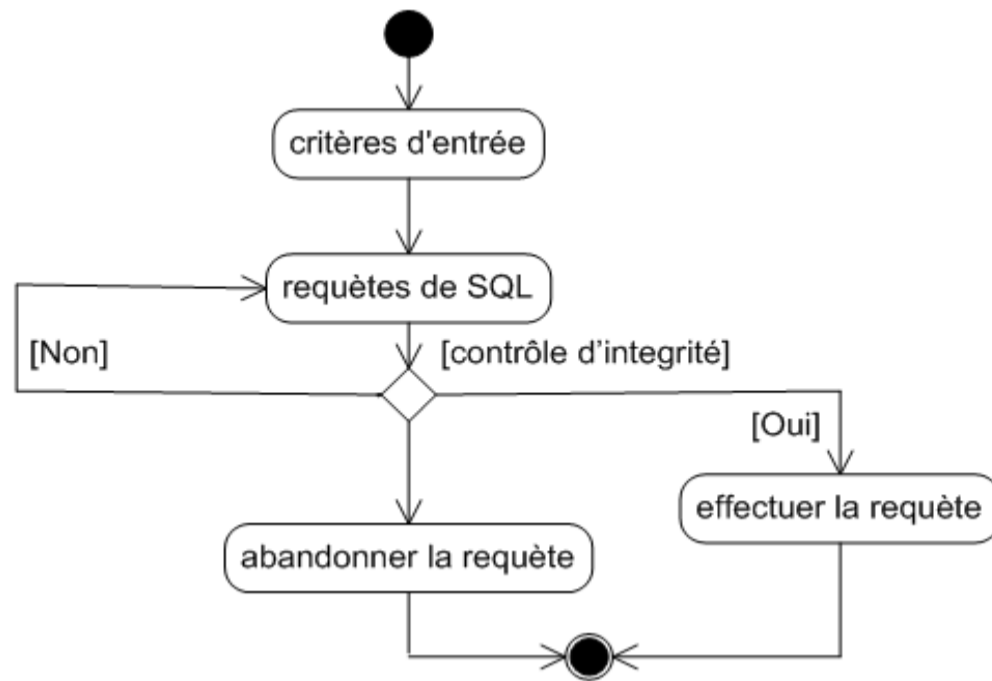 critères d'entrée
requètes de SQL
[Non]
[contrôle d’integrité]
[Oui]
effectuer la requète
abandonner la requète